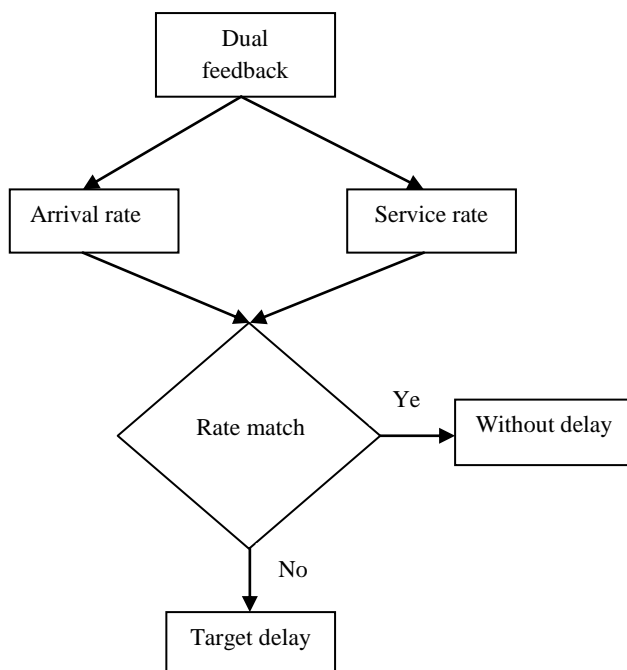 Dual
feedback
Arrival rate
Service rate
Rate match
Ye
Without delay
No
Target delay